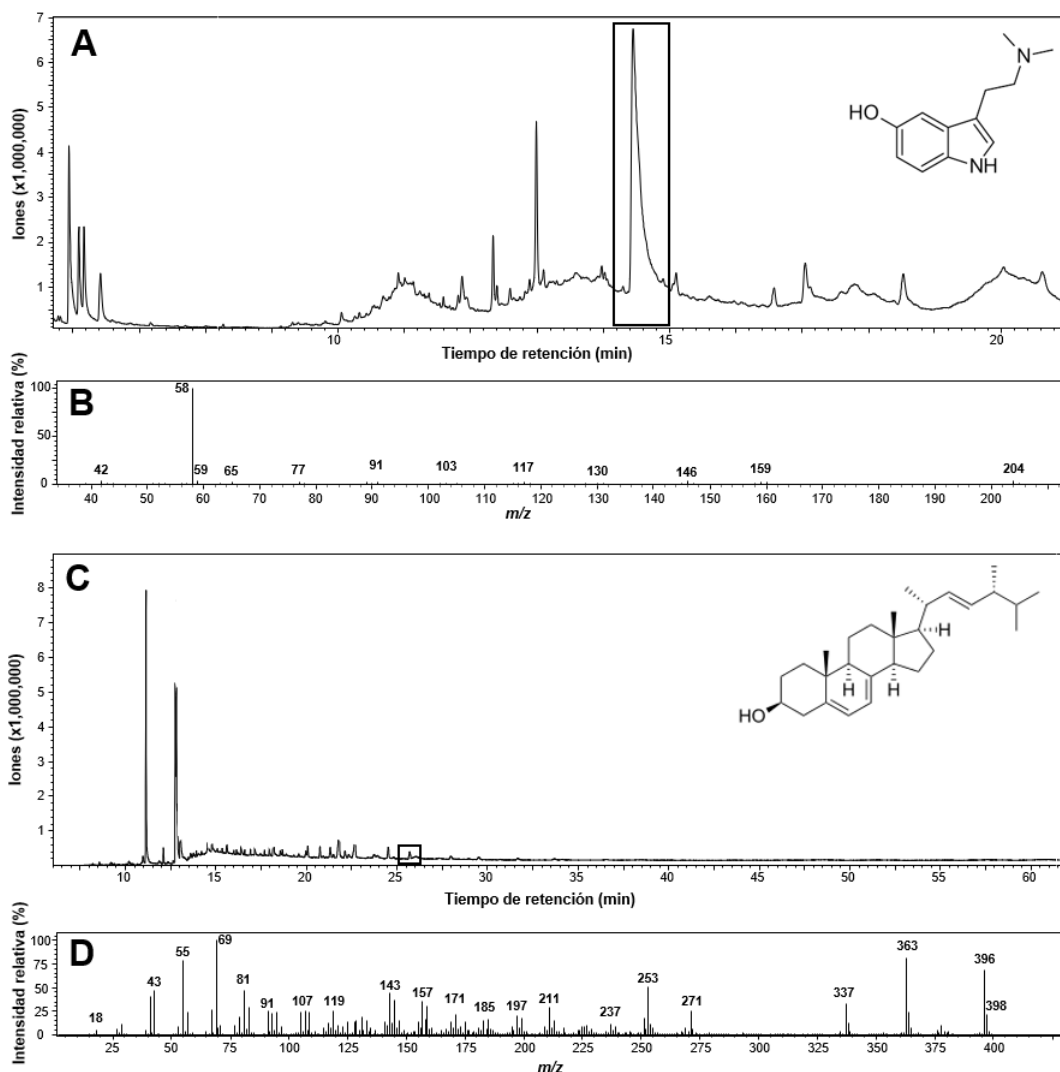 A
7
6
5
4
3
2
1
Iones (x1,000,000)
10
15
20
Tiempo de retención (min)
HO
N
NH
B
Intensidad relativa (%)
100
50
0
42
58
59
65
77
91
103
117
130
146
159
204
40 50 60 70 80 90 100 110 120 130 140 150 160 170 180 190 200
m/z
C
8
7
6
5
4
3
2
1
Iones (x1,000,000)
10 15 20 25 30 35 40 45 50 55 60
Tiempo de retención (min)
HO
H
H
H
D
Intensidad relativa (%)
100
75
50
25
0
18
43
55
69
81
91
107
119
143
157
171
185
197
211
237
253
271
337
363
396
398
25 50 75 100 125 150 175 200 225 250 275 300 325 350 375 400
m/z